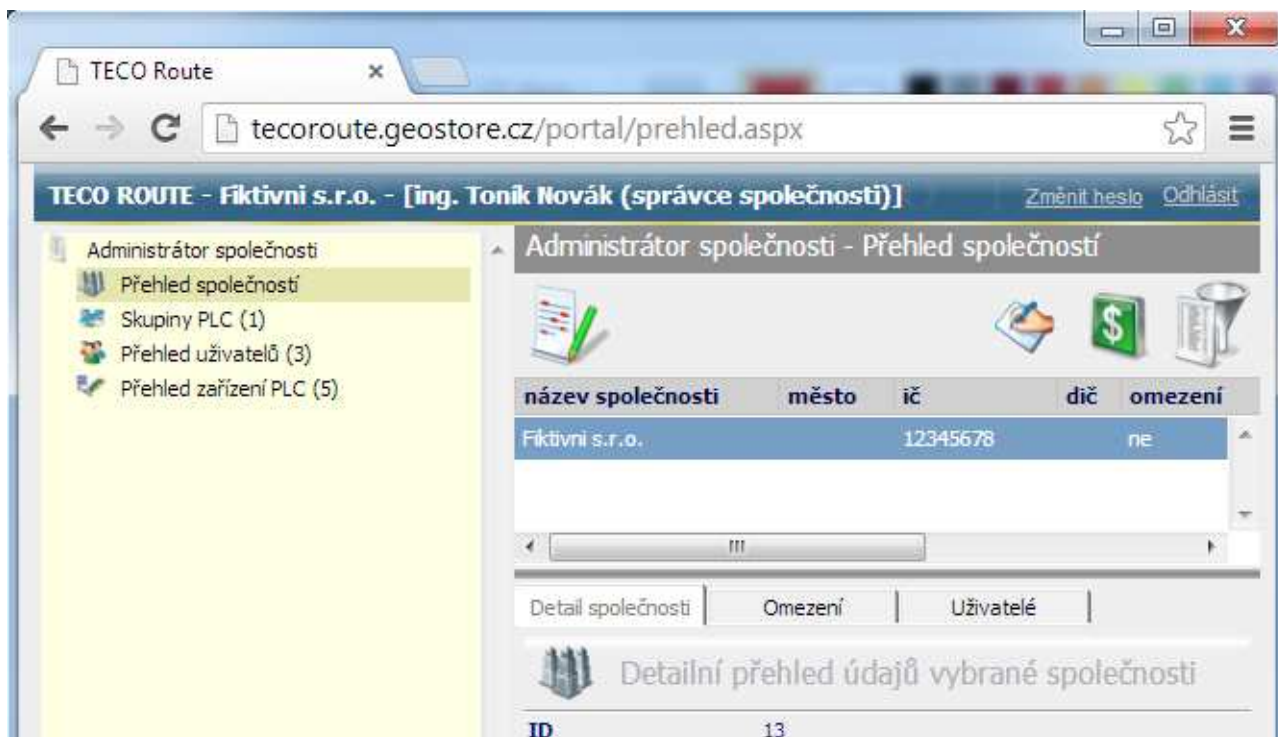 TECO Route
tecoroute.geostore.cz/portal/prehled.aspx
TECO ROUTE - Fiktivni s.r.o. - [ing. Toník Novák (správce společnosti)] Změnit heslo Odhlásit
Administrátor společnosti
Přehled společností
Skupiny PLC (1)
Přehled uživatelů (3)
Přehled zařízení PLC (5)
Administrátor společnosti - Přehled společností
název společnosti město ič dič omezení
Fiktivni s.r.o. 12345678 ne
Detail společnosti Omezení Uživatelé
Detailní přehled údajů vybrané společnosti
ID 13